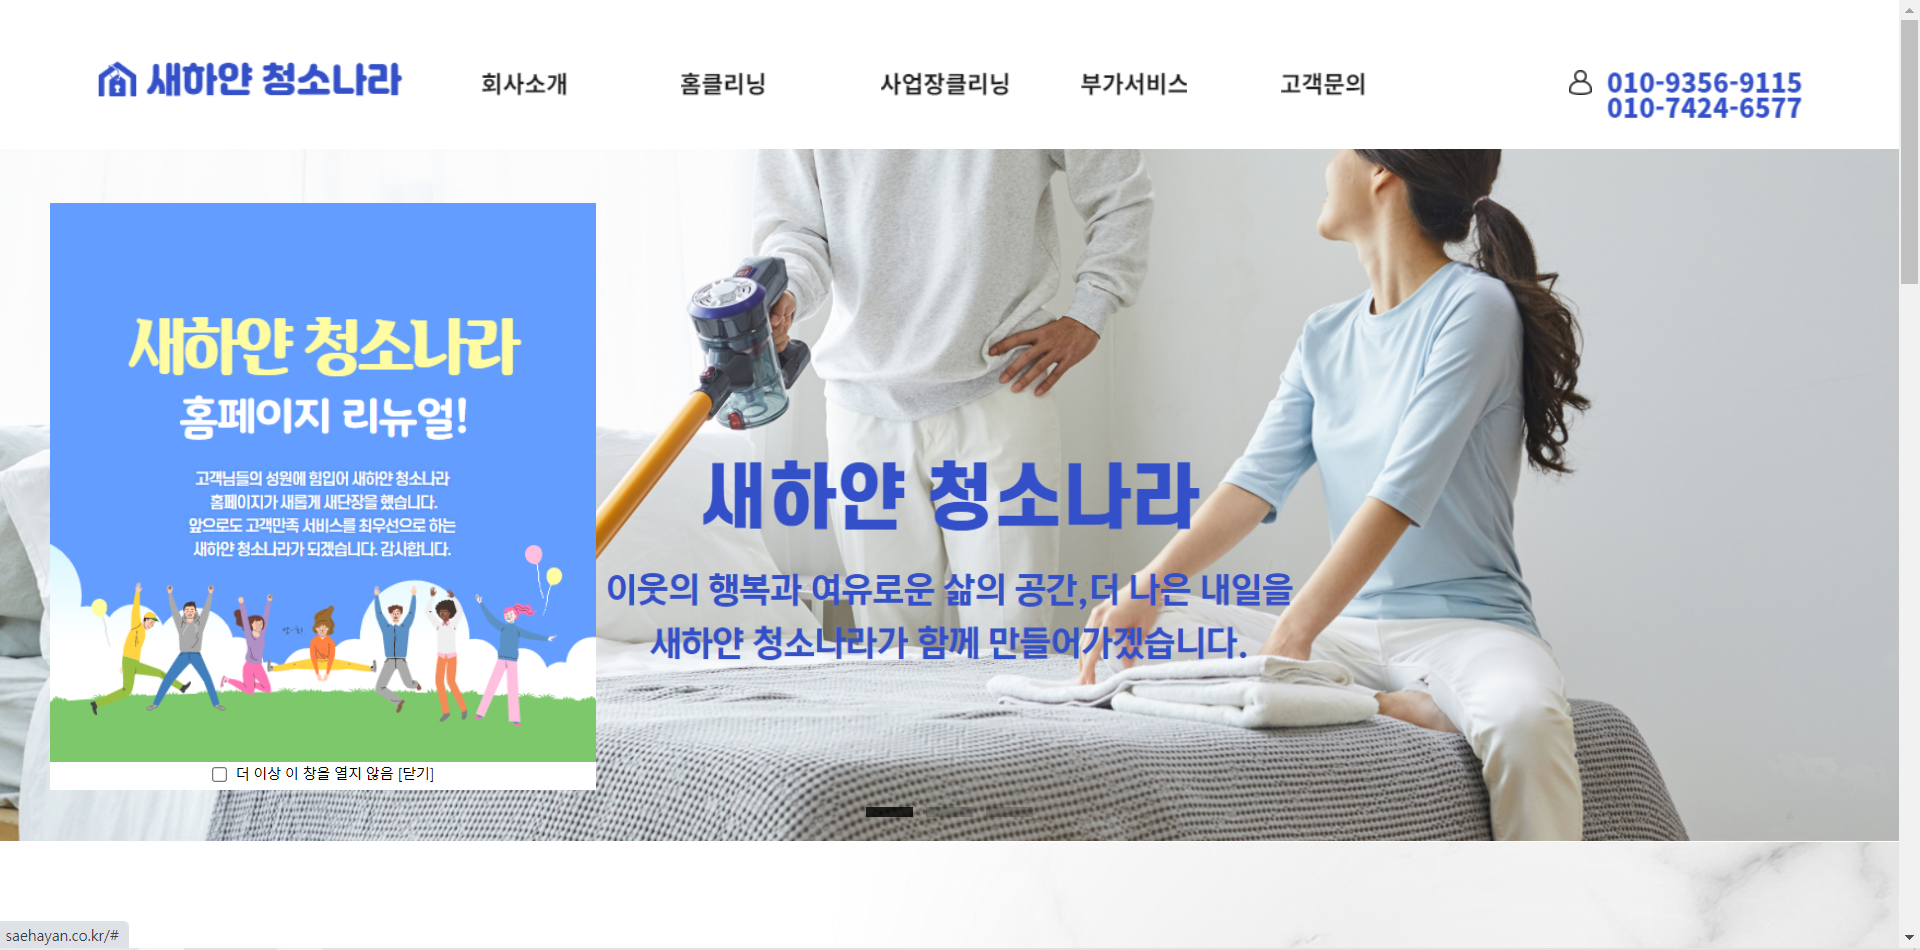 새하얀 청소나라
회사소개
홈클리닝
사업장클리닝
부가서비스
고객문의
010-9356-9115
010-7424-6577
새하얀 청소나라
홈페이지 리뉴얼!
고객님들의 성원에 힘입어 새하얀 청소나라
홈페이지가 새롭게 새단장을 했습니다.
앞으로도 고객만족 서비스를 최우선으로 하는
새하얀 청소나라가 되겠습니다. 감사합니다.
더 이상 이 창을 열지 않음 [닫기]
새하얀 청소나라
이웃의 행복과 여유로운 삶의 공간,더 나은 내일을
새하얀 청소나라가 함께 만들어가겠습니다.
saehayan.co.kr/#